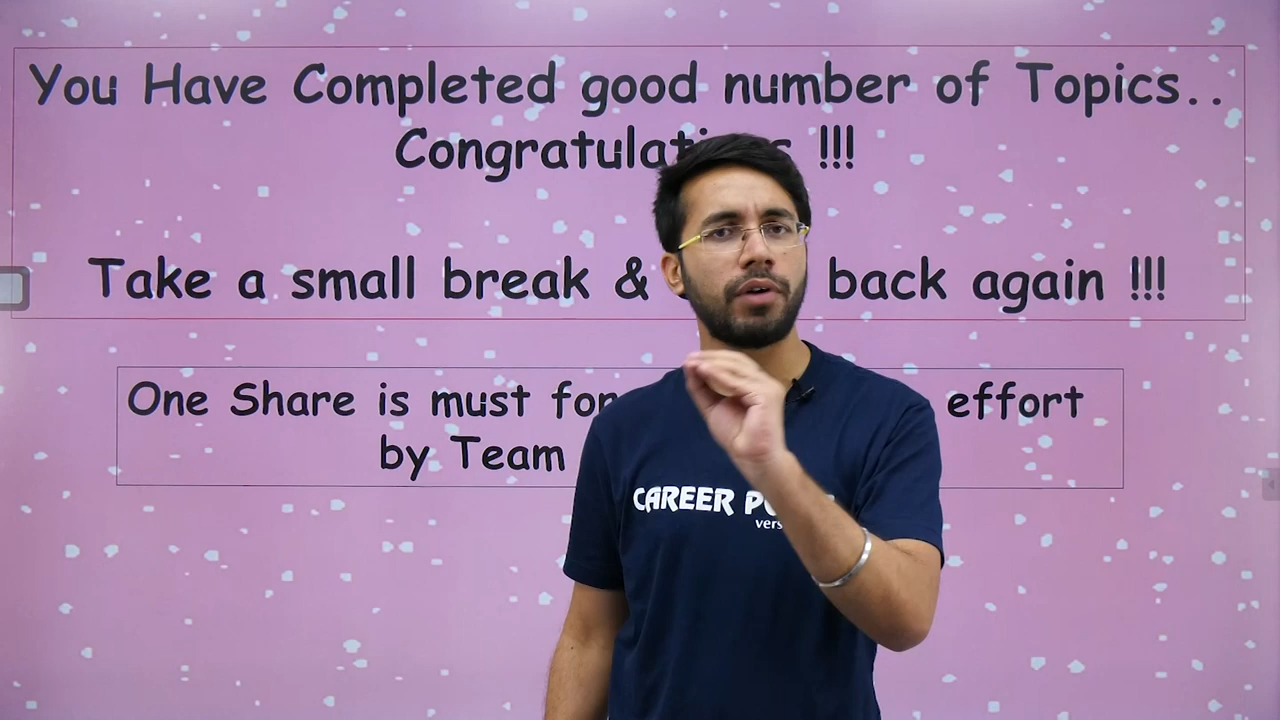 You Have Completed good number of Topics..
Congratulations !!!
Take a small break & back again !!!
One Share is must for effort
by Team
CAREER